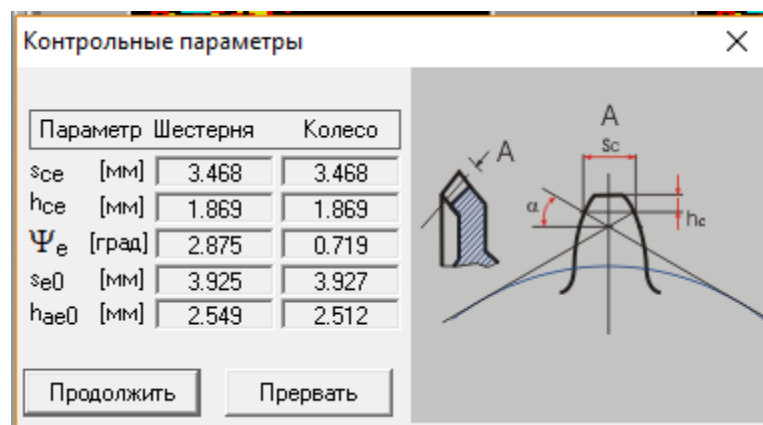 Контрольные параметры
Параметр Шестерня Колесо
sce [мм] 3.468 3.468
hce [мм] 1.869 1.869
Ψe [град] 2.875 0.719
se0 [мм] 3.925 3.927
hae0 [мм] 2.549 2.512
Продолжить Прервать
A
A
sc
α
hc